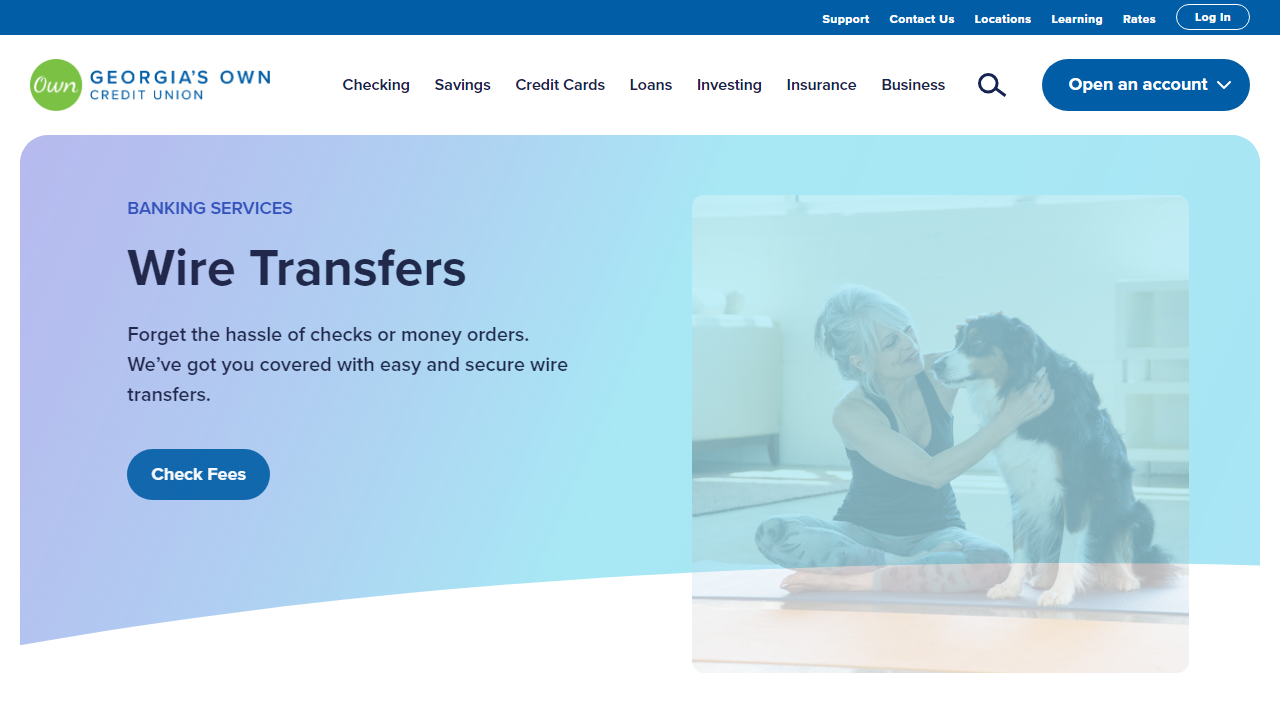 Support Contact Us Locations Learning Rates Log In
Own GEORGIA'S OWN
CREDIT UNION
Checking Savings Credit Cards Loans Investing Insurance Business Open an account
BANKING SERVICES
Wire Transfers
Forget the hassle of checks or money orders.
We’ve got you covered with easy and secure wire
transfers.
Check Fees